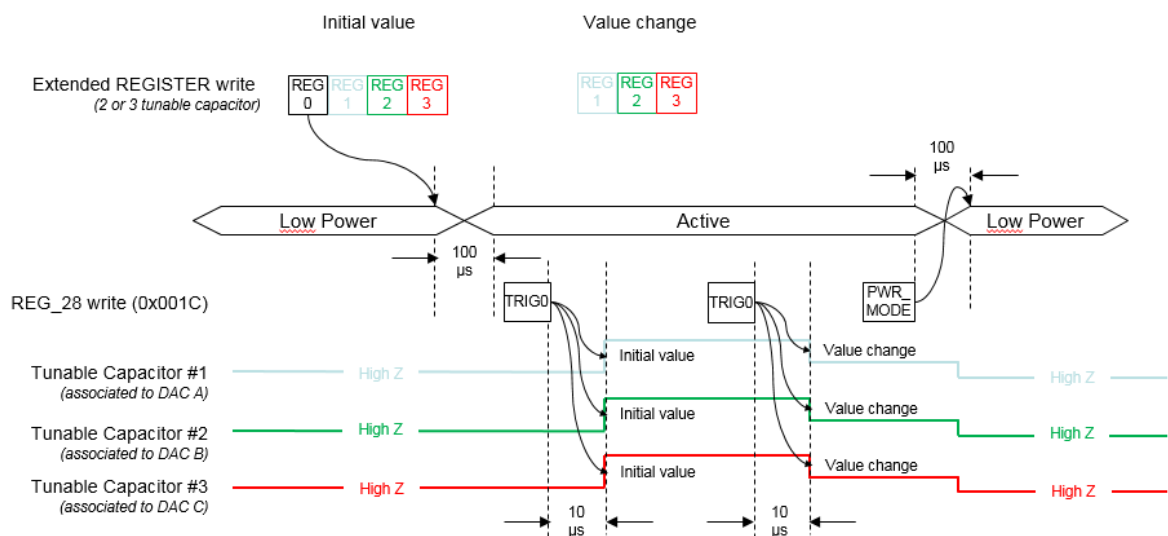 Initial value
Value change
Extended REGISTER write
(2 or 3 tunable capacitor)
REG 0
REG 1
REG 2
REG 3
REG 1
REG 2
REG 3
100 µs
Low Power
Active
Low Power
100 µs
REG_28 write (0x001C)
TRIG0
TRIG0
PWR_MODE
Tunable Capacitor #1
(associated to DAC A)
High Z
Initial value
Value change
High Z
Tunable Capacitor #2
(associated to DAC B)
High Z
Initial value
Value change
High Z
Tunable Capacitor #3
(associated to DAC C)
High Z
Initial value
Value change
High Z
10 µs
10 µs